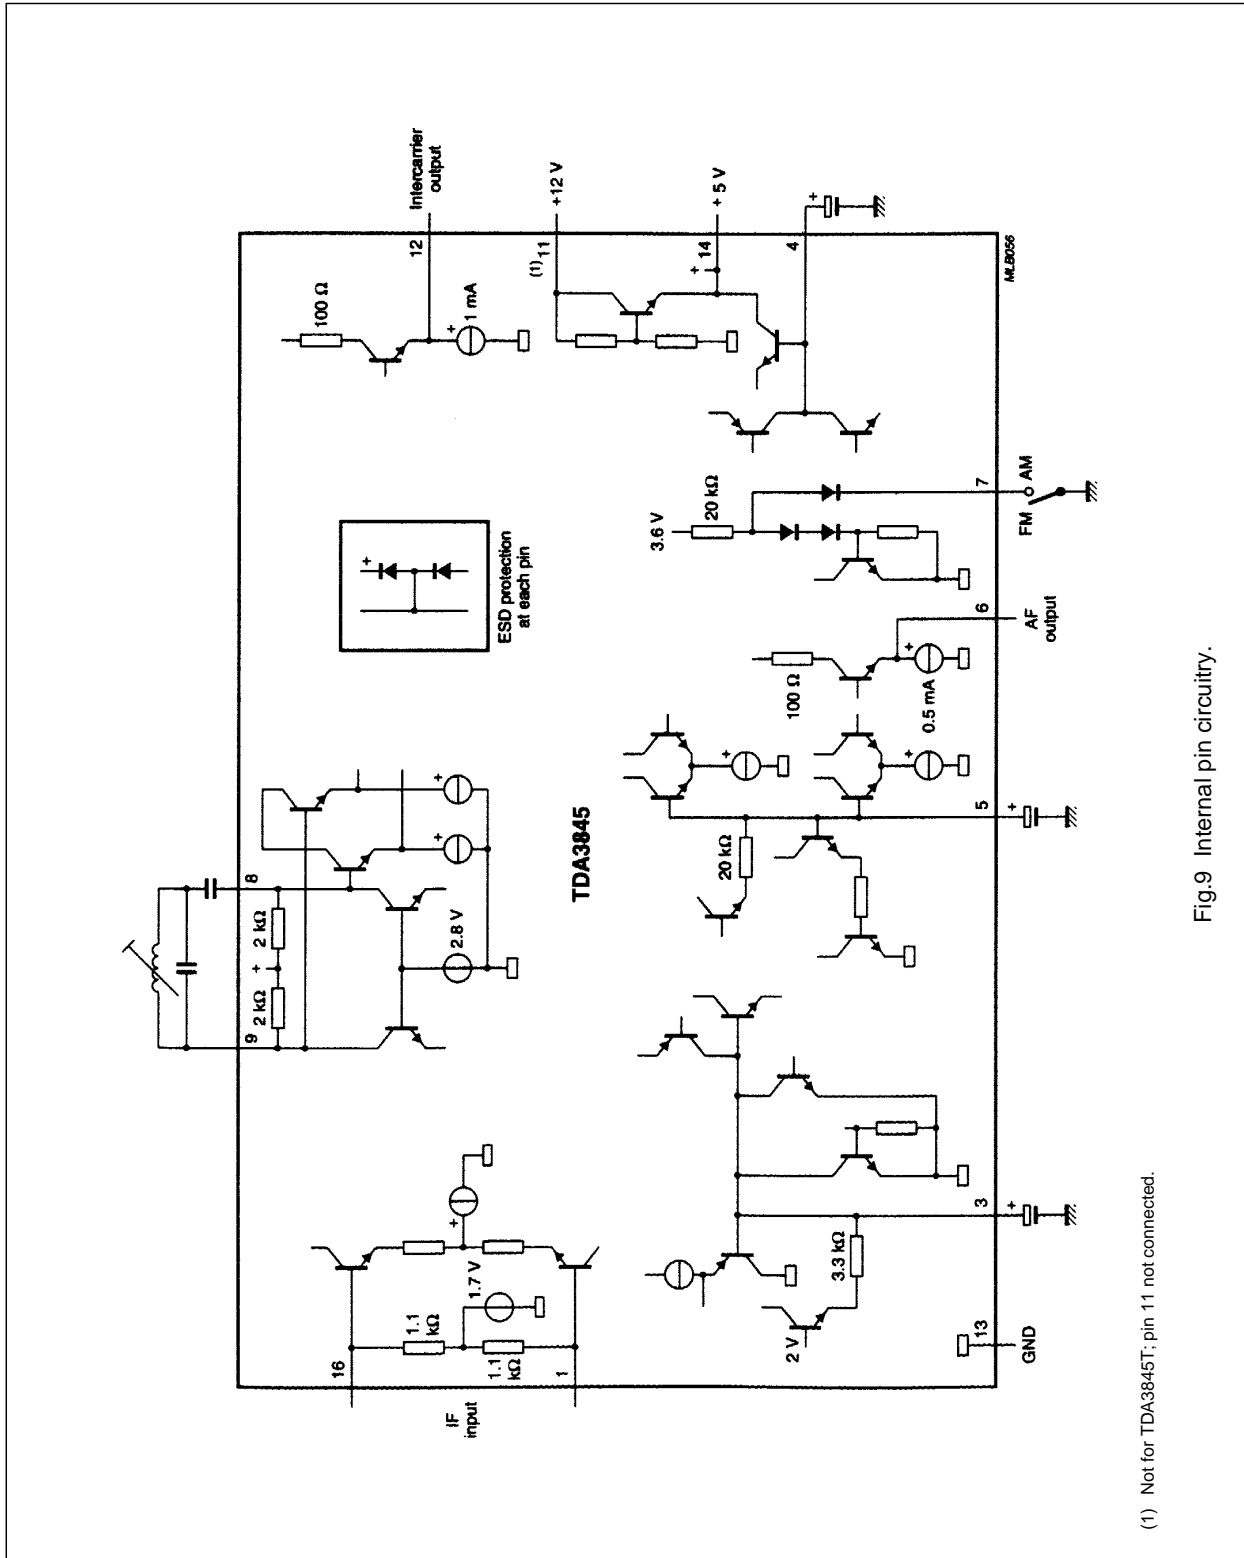 IF
input
16
1
1.1
kΩ
1.1
kΩ
1.7 V
9
8
2 kΩ
+
2 kΩ
2.8 V
+
+
+
TDA3845
ESD protection
at each pin
+
100 Ω
+
1 mA
12
Intercarrier
output
(1) 11
+12 V
+
14
+ 5 V
4
+
2 V
3.3 kΩ
13
GND
3
+
20 kΩ
+
+
5
+
100 Ω
+
0.5 mA
6
AF
output
3.6 V
20 kΩ
7
FM
AM
MLB056
(1) Not for TDA3845T; pin 11 not connected.
Fig.9 Internal pin circuitry.